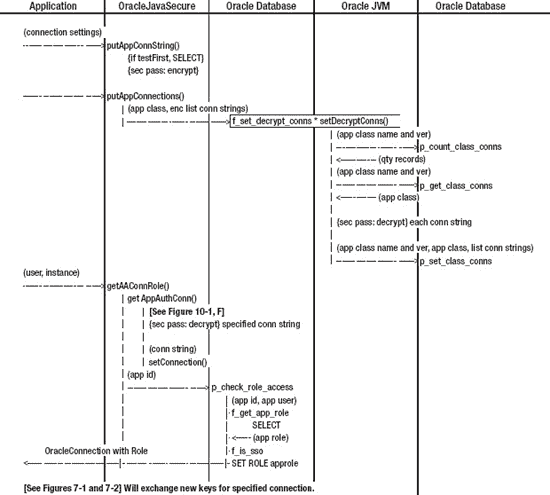 Application OracleJavaSecure Oracle Database Oracle JVM Oracle Database
(connection settings)
putAppConnString()
{if testFirst, SELECT}
{sec pass: encrypt}
putAppConnections()
(app class, enc list conn strings)
f_set_decrypt_conns * setDecryptConns()
(app class name and ver)
p_count_class_conns
(qty records)
(app class name and ver)
p_get_class_conns
(app class)
{sec pass: decrypt} each conn string
(app class name and ver, app class, list conn strings)
p_set_class_conns
(user, instance)
getAAConnRole()
get AppAuthConn()
[See Figure 10-1, F]
{sec pass: decrypt} specified conn string
(conn string)
setConnection()
(app id)
p_check_role_access
(app id, app user)
f_get_app_role
SELECT
(app role)
OracleConnection with Role f_is_sso
SET ROLE approle
[See Figures 7-1 and 7-2] Will exchange new keys for specified connection.